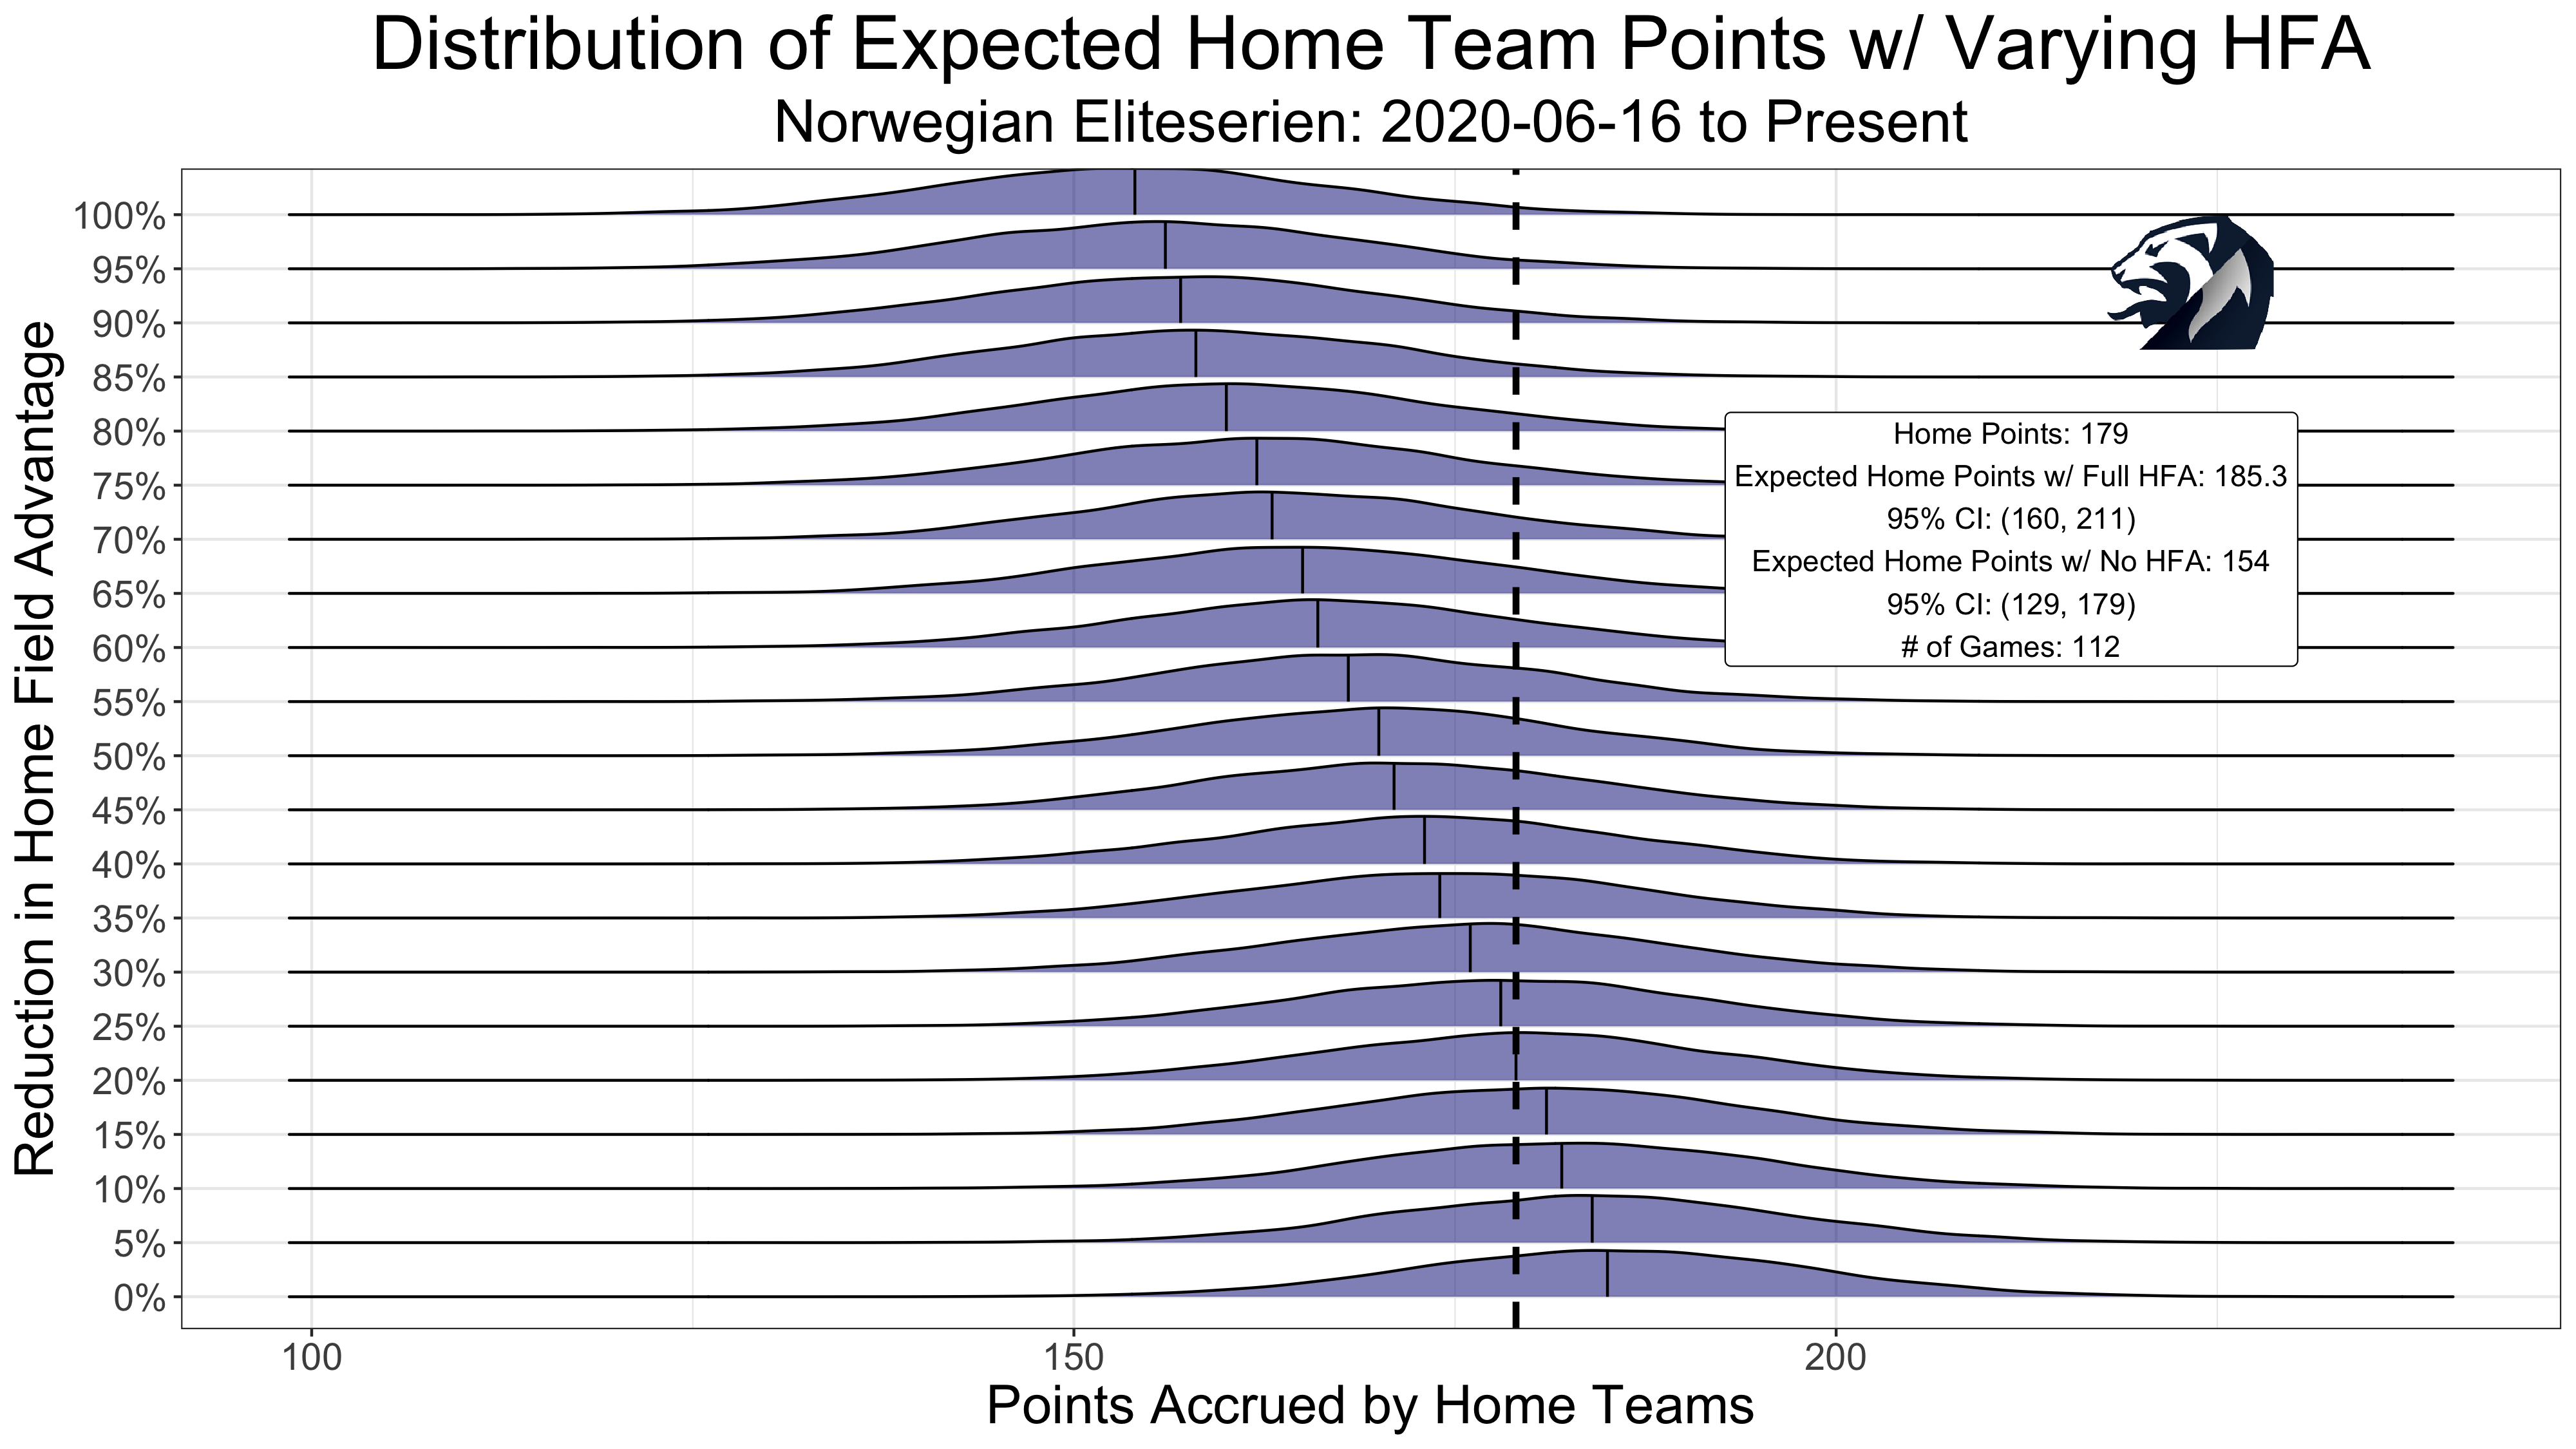 Distribution of Expected Home Team Points w/ Varying HFA
Norwegian Eliteserien: 2020-06-16 to Present
Reduction in Home Field Advantage
100%
95%
90%
85%
80%
75%
70%
65%
60%
55%
50%
45%
40%
35%
30%
25%
20%
15%
10%
5%
0%
Home Points: 179
Expected Home Points w/ Full HFA: 185.3
95% CI: (160, 211)
Expected Home Points w/ No HFA: 154
95% CI: (129, 179)
# of Games: 112
100
150
200
Points Accrued by Home Teams